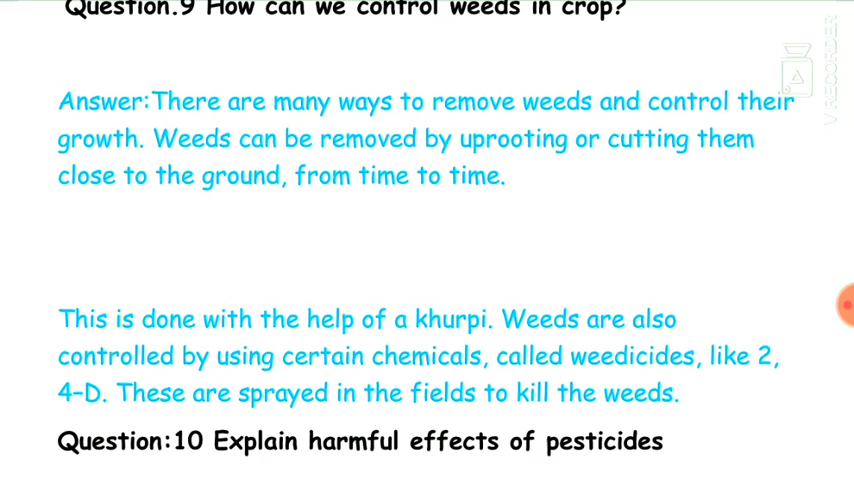 Question.9 How can we control weeds in crop?
Answer:There are many ways to remove weeds and control their
growth. Weeds can be removed by uprooting or cutting them
close to the ground, from time to time.
This is done with the help of a khurpi. Weeds are also
controlled by using certain chemicals, called weedicides, like 2,
4–D. These are sprayed in the fields to kill the weeds.
Question:10 Explain harmful effects of pesticides
V RECORDER